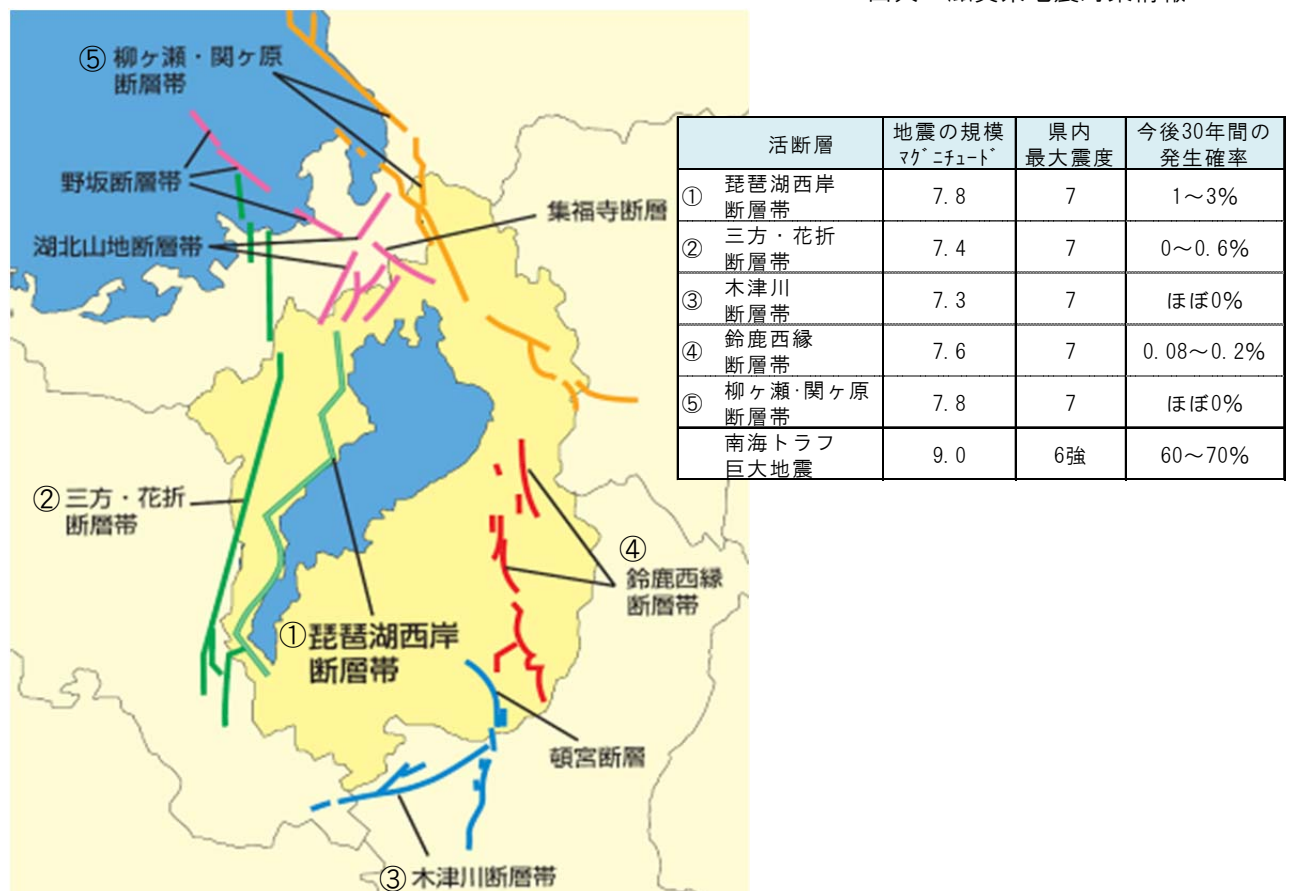 ⑤ 柳ヶ瀬・関ヶ原
断層帯
野坂断層帯
集福寺断層
湖北山地断層帯
② 三方・花折
断層帯
④
鈴鹿西縁
断層帯
① 琵琶湖西岸
断層帯
頓宮断層
③ 木津川断層帯
活断層 地震の規模 ﾏｸﾞﾆﾁｭｰﾄﾞ 県内 最大震度 今後30年間の 発生確率
① 琵琶湖西岸 断層帯 7.8 7 1～3%
② 三方・花折 断層帯 7.4 7 0～0.6%
③ 木津川 断層帯 7.3 7 ほぼ0%
④ 鈴鹿西縁 断層帯 7.6 7 0.08～0.2%
⑤ 柳ヶ瀬･関ヶ原 断層帯 7.8 7 ほぼ0%
南海トラフ 巨大地震 9.0 6強 60～70%